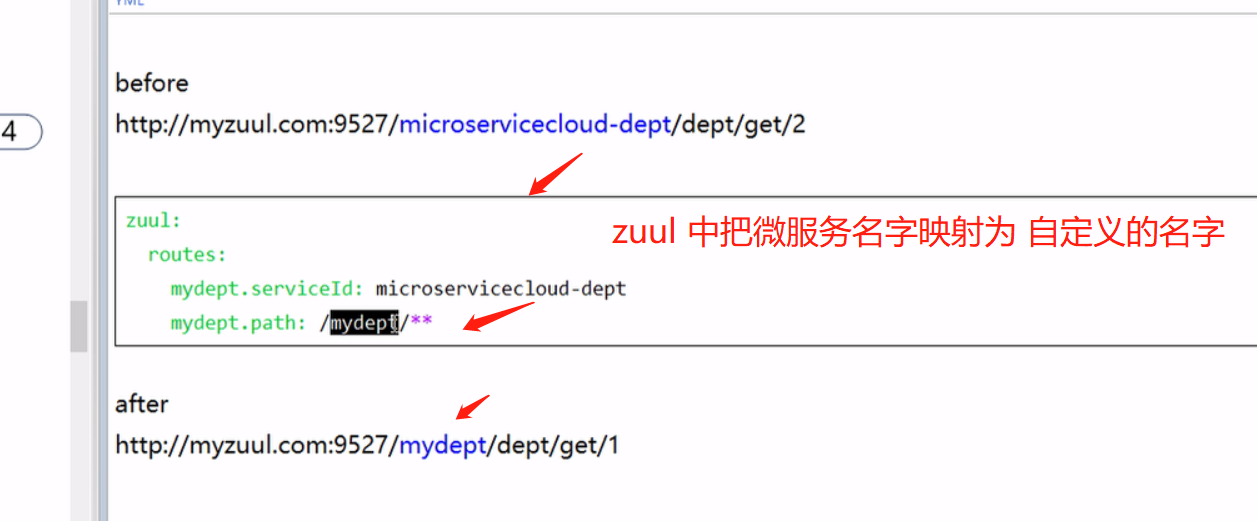 YML
before
4
http://myzuul.com:9527/microservicecloud-dept/dept/get/2
zuul:
zuul 中把微服务名字映射为 自定义的名字
routes:
mydept.serviceId: microservicecloud-dept
mydept.path: /mydept/**
after
http://myzuul.com:9527/mydept/dept/get/1